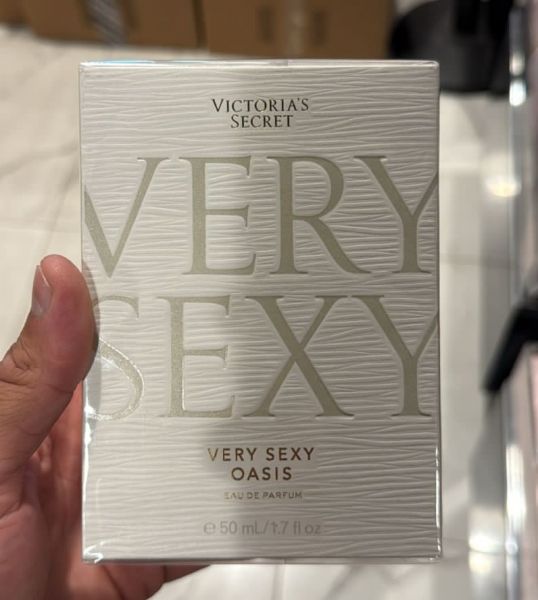 VICTORIA'S
SECRET
VERY
SEXY
VERY SEXY
OASIS
EAU DE PARFUM
℮ 50 mL/1.7 fl oz